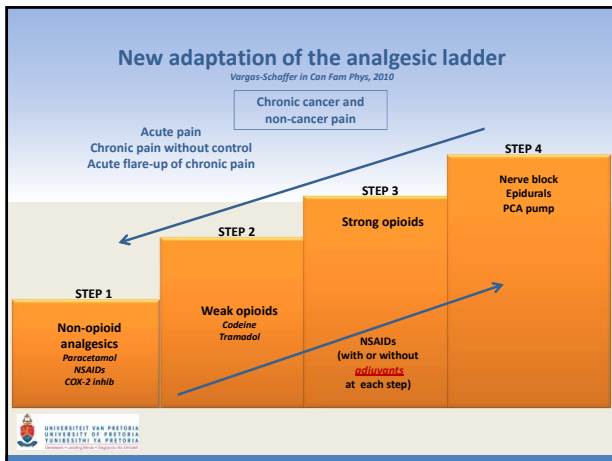 New adaptation of the analgesic ladder
Vargas-Schaffer in Can Fam Phys, 2010
Chronic cancer and
non-cancer pain
Acute pain
Chronic pain without control
Acute flare-up of chronic pain
STEP 1
Non-opioid
analgesics
Paracetamol
NSAIDs
COX-2 inhib
STEP 2
Weak opioids
Codeine
Tramadol
STEP 3
Strong opioids
NSAIDs
(with or without
adjuvants
at each step)
STEP 4
Nerve block
Epidurals
PCA pump
UNIVERSITEIT VAN PRETORIA
UNIVERSITY OF PRETORIA
YUNIBESITHI YA PRETORIA